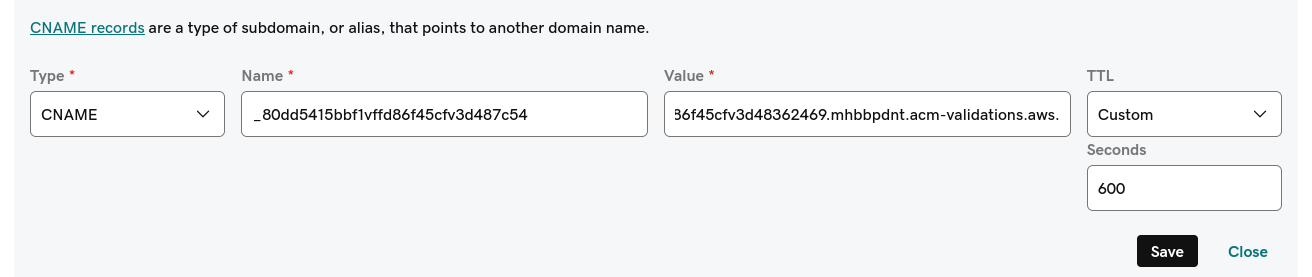 CNAME records are a type of subdomain, or alias, that points to another domain name.
Type * Name * Value * TTL
CNAME _80dd5415bbf1vffd86f45cfv3d487c54 86f45cfv3d48362469.mhbbpdnt.acm-validations.aws. Custom
Seconds
600
Save Close